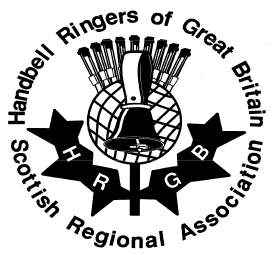 Handbell Ringers of Great Britain
Scottish Regional Association
H R G B